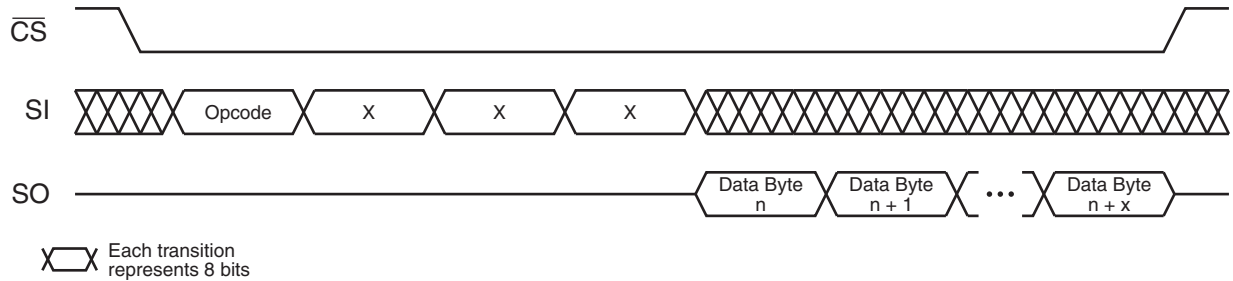 CS
SI
Opcode X X X
SO
Data Byte n Data Byte n + 1 ••• Data Byte n + x
Each transition
represents 8 bits